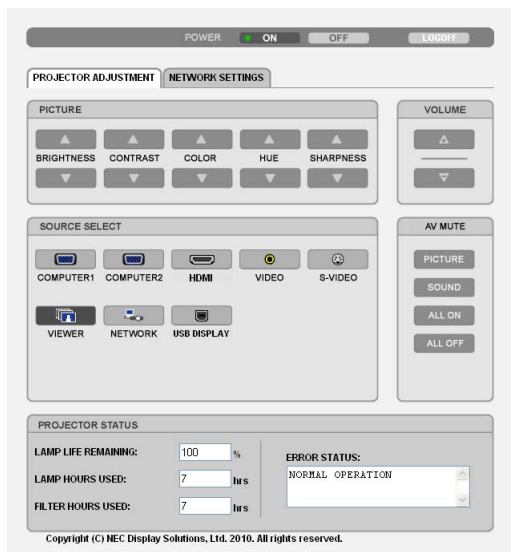 POWER ON OFF LOGOFF
PROJECTOR ADJUSTMENT NETWORK SETTINGS
PICTURE
BRIGHTNESS CONTRAST COLOR HUE SHARPNESS
VOLUME
SOURCE SELECT
COMPUTER1 COMPUTER2 HDMI VIDEO S-VIDEO
VIEWER NETWORK USB DISPLAY
AV MUTE
PICTURE
SOUND
ALL ON
ALL OFF
PROJECTOR STATUS
LAMP LIFE REMAINING: 100 %
LAMP HOURS USED: 7 hrs
FILTER HOURS USED: 7 hrs
ERROR STATUS:
NORMAL OPERATION
Copyright (C) NEC Display Solutions, Ltd. 2010. All rights reserved.